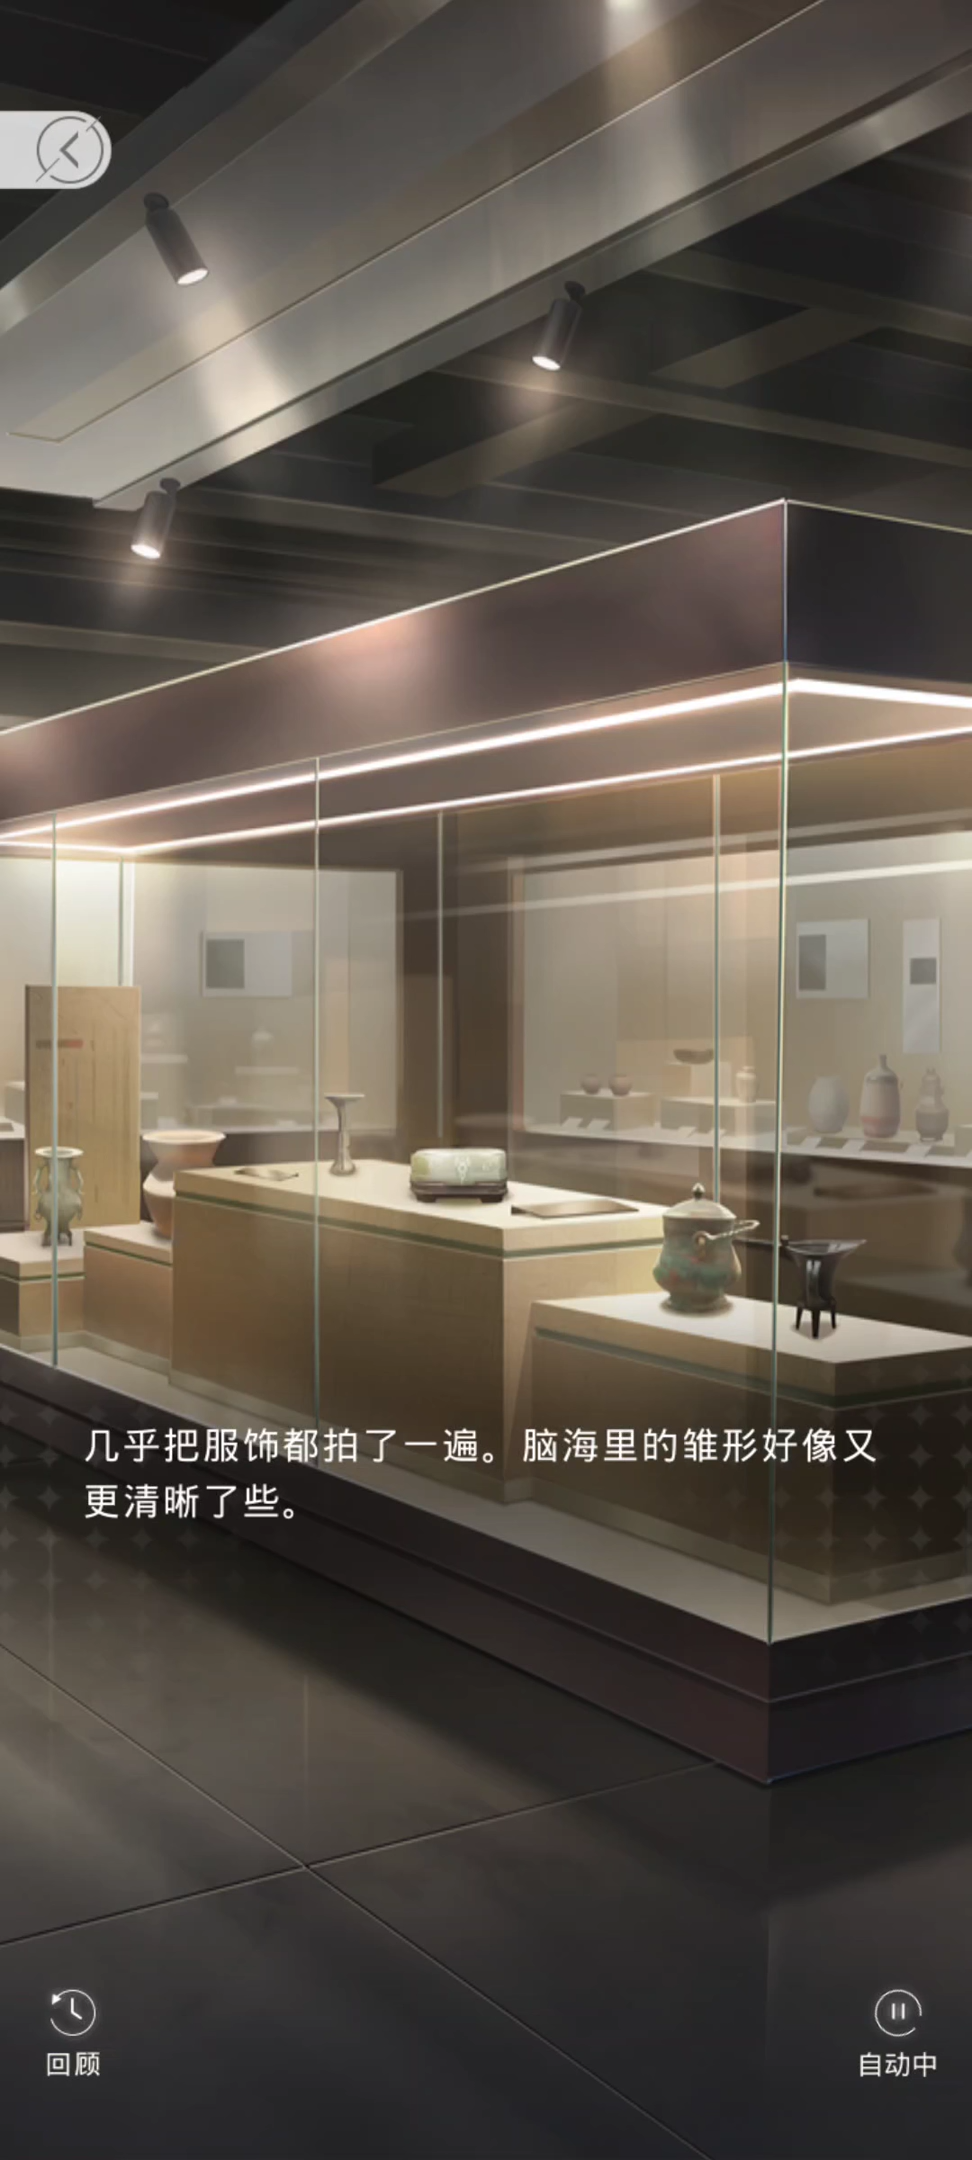 几乎把服饰都拍了一遍。脑海里的雏形好像又
更清晰了些。
回顾
自动中